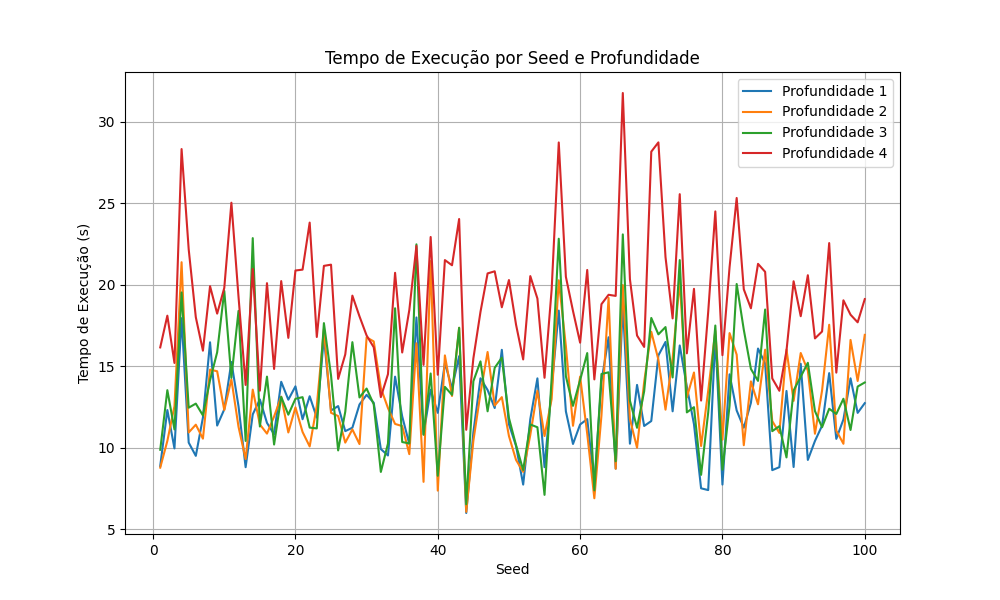 Tempo de Execução por Seed e Profundidade
Profundidade 1
Profundidade 2
Profundidade 3
Profundidade 4
Tempo de Execução (s)
30
25
20
15
10
5
0
20
40
60
80
100
Seed